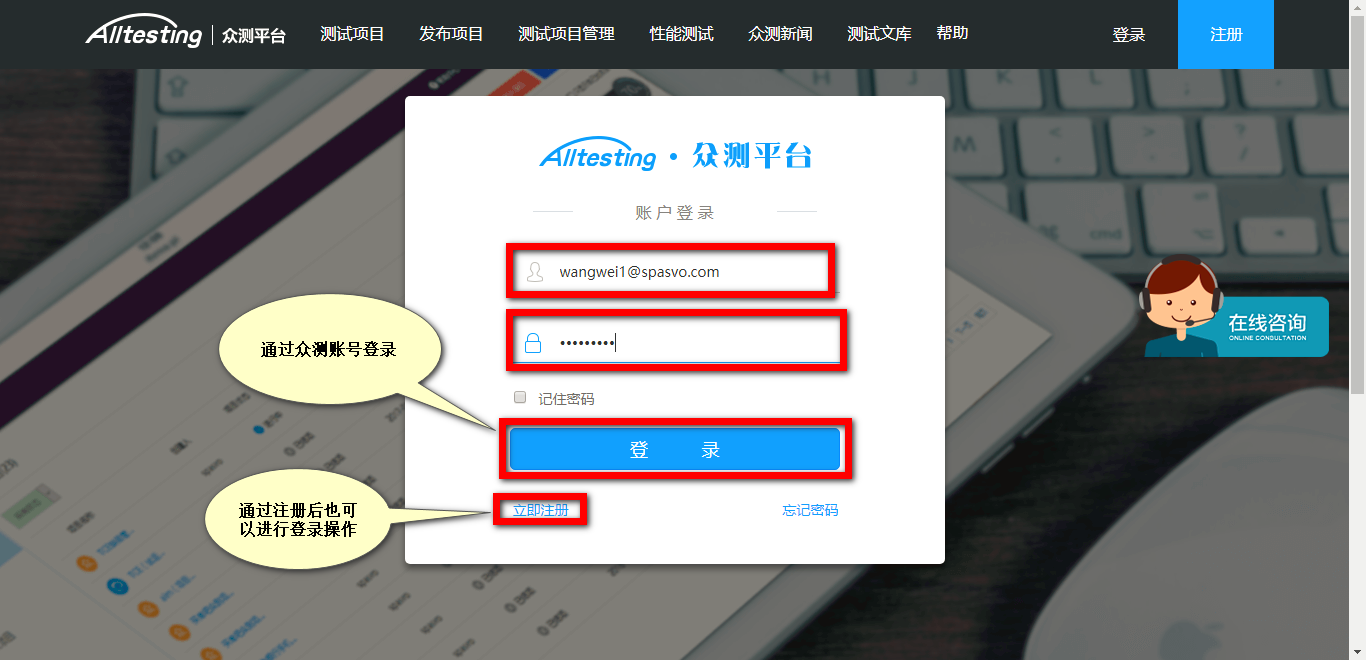 Alltesting 众测平台 测试项目 发布项目 测试项目管理 性能测试 众测新闻 测试文库 帮助 登录 注册
Alltesting·众测平台
账户登录
wangwei1@spasvo.com
•••••••••
记住密码
登 录
立即注册 忘记密码
通过众测账号登录
通过注册后也可
以进行登录操作
在线咨询
ONLINE CONSULTATION